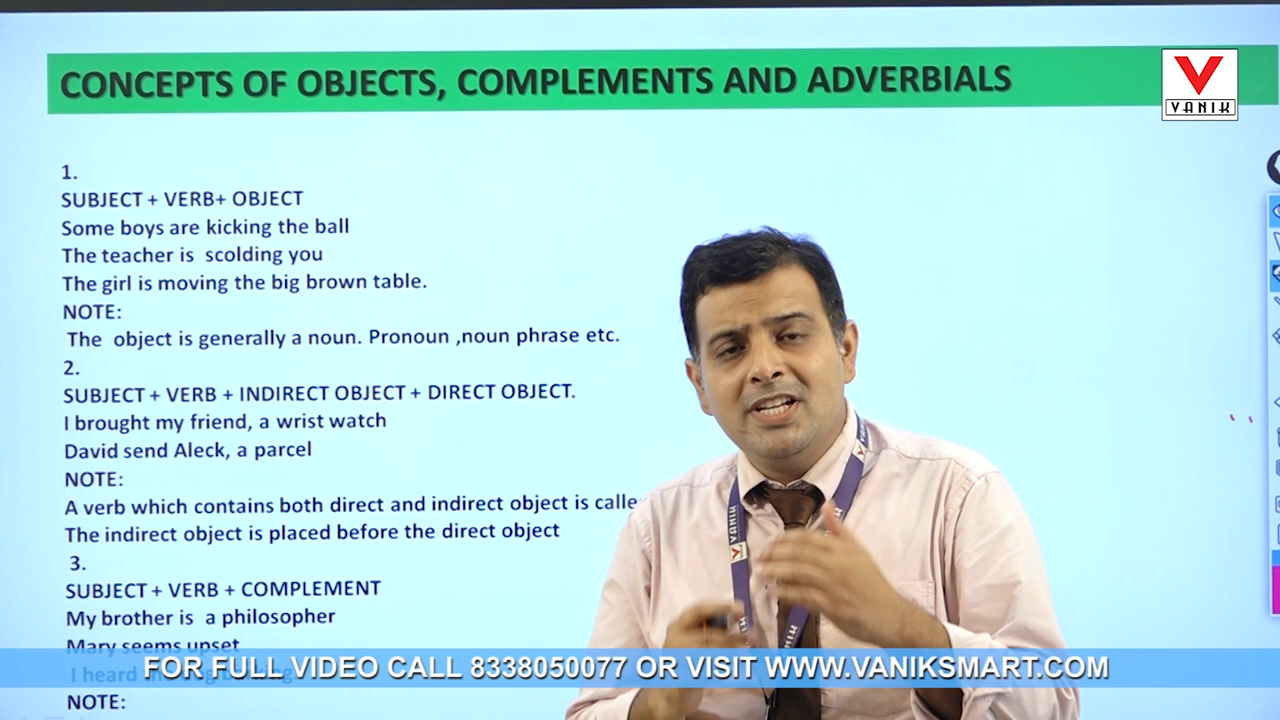 CONCEPTS OF OBJECTS, COMPLEMENTS AND ADVERBIALS
VANIK
1.
SUBJECT + VERB+ OBJECT
Some boys are kicking the ball
The teacher is scolding you
The girl is moving the big brown table.
NOTE:
The object is generally a noun. Pronoun ,noun phrase etc.
2.
SUBJECT + VERB + INDIRECT OBJECT + DIRECT OBJECT.
I brought my friend, a wrist watch
David send Aleck, a parcel
NOTE:
A verb which contains both direct and indirect object is calle
The indirect object is placed before the direct object
3.
SUBJECT + VERB + COMPLEMENT
My brother is a philosopher
Mary seems upset
I heard
FOR FULL VIDEO CALL 8338050077 OR VISIT WWW.VANIKSMART.COM
NOTE:
VANIK